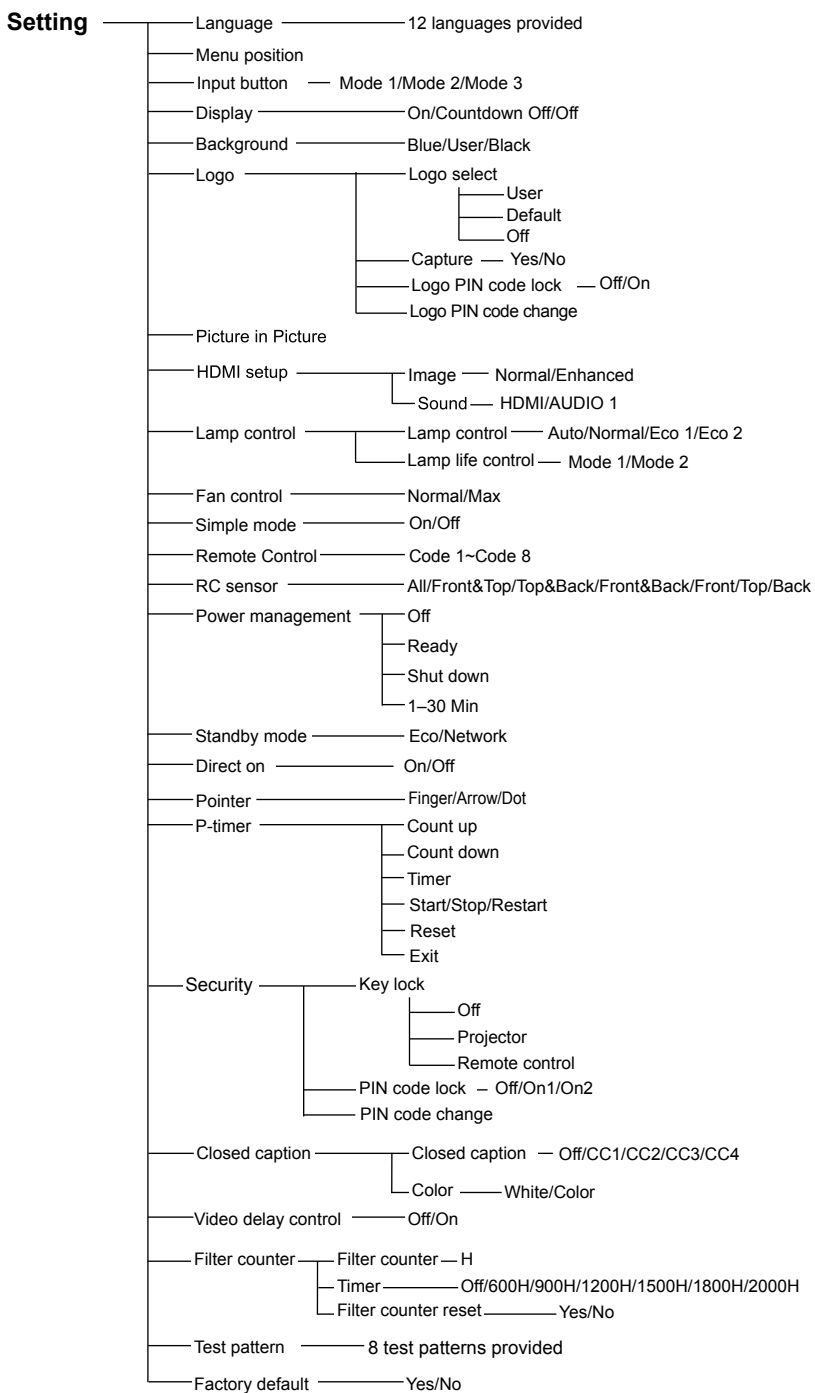 Setting
Language 12 languages provided
Menu position
Input button Mode 1/Mode 2/Mode 3
Display On/Countdown Off/Off
Background Blue/User/Black
Logo Logo select
User
Default
Off
Capture Yes/No
Logo PIN code lock Off/On
Logo PIN code change
Picture in Picture
HDMI setup Image Normal/Enhanced
Sound HDMI/AUDIO 1
Lamp control Lamp control Auto/Normal/Eco 1/Eco 2
Lamp life control Mode 1/Mode 2
Fan control Normal/Max
Simple mode On/Off
Remote Control Code 1~Code 8
RC sensor All/Front&Top/Top&Back/Front&Back/Front/Top/Back
Power management Off
Ready
Shut down
1–30 Min
Standby mode Eco/Network
Direct on On/Off
Pointer Finger/Arrow/Dot
P-timer Count up
Count down
Timer
Start/Stop/Restart
Reset
Exit
Security Key lock
Off
Projector
Remote control
PIN code lock Off/On1/On2
PIN code change
Closed caption Closed caption Off/CC1/CC2/CC3/CC4
Color White/Color
Video delay control Off/On
Filter counter Filter counter H
Timer Off/600H/900H/1200H/1500H/1800H/2000H
Filter counter reset Yes/No
Test pattern 8 test patterns provided
Factory default Yes/No